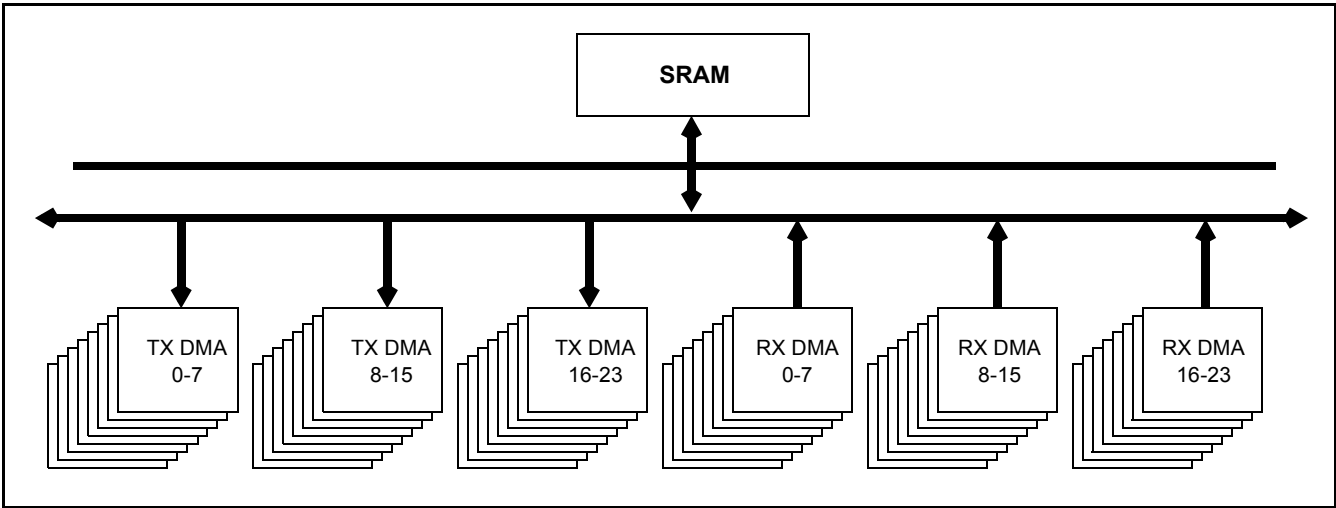 SRAM
TX DMA
0-7
TX DMA
8-15
TX DMA
16-23
RX DMA
0-7
RX DMA
8-15
RX DMA
16-23